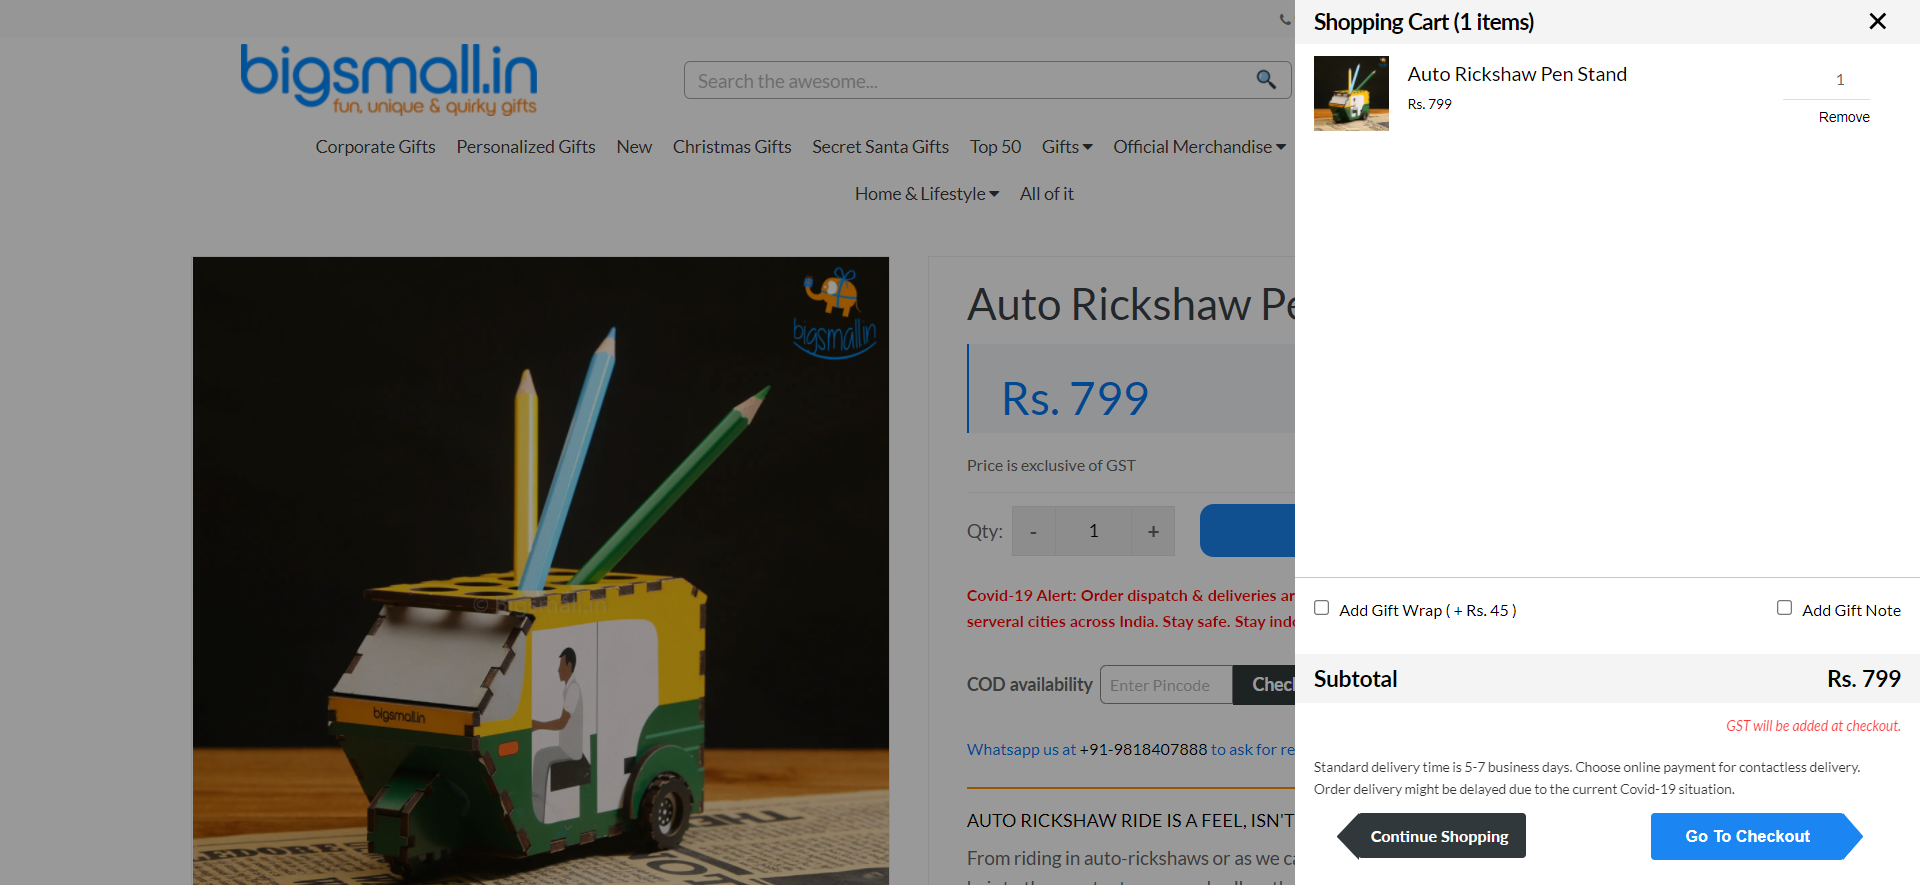 bigsmall.in
fun, unique & quirky gifts
Search the awesome...
Corporate Gifts Personalized Gifts New Christmas Gifts Secret Santa Gifts Top 50 Gifts Official Merchandise
Home & Lifestyle All of it
bigsmall.in
© bigsmall.in
bigsmall.in
Auto Rickshaw Pe
Rs. 799
Price is exclusive of GST
Qty: - 1 +
Covid-19 Alert: Order dispatch & deliveries ar
serveral cities across India. Stay safe. Stay ind
COD availability Enter Pincode Chec
Whatsapp us at +91-9818407888 to ask for re
AUTO RICKSHAW RIDE IS A FEEL, ISN'T
From riding in auto-rickshaws or as we ca
Shopping Cart (1 items)
Auto Rickshaw Pen Stand
1
Rs. 799
Remove
Add Gift Wrap ( + Rs. 45 ) Add Gift Note
Subtotal Rs. 799
GST will be added at checkout.
Standard delivery time is 5-7 business days. Choose online payment for contactless delivery.
Order delivery might be delayed due to the current Covid-19 situation.
Continue Shopping Go To Checkout